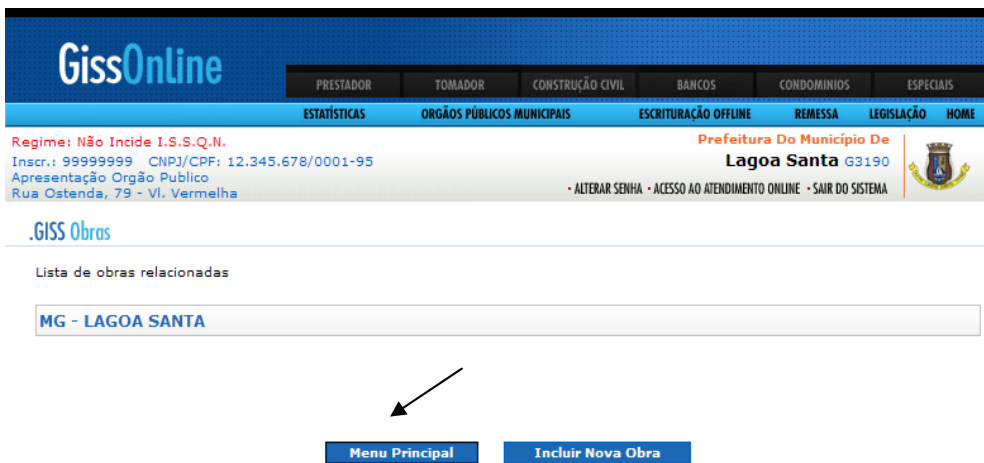 GissOnline
PRESTADOR TOMADOR CONSTRUÇÃO CIVIL BANCOS CONDOMINIOS ESPECIAIS
ESTATÍSTICAS ORGÃOS PÚBLICOS MUNICIPAIS ESCRITURAÇÃO OFFLINE REMESSA LEGISLAÇÃO HOME
Regime: Não Incide I.S.S.Q.N.
Inscr.: 99999999 CNPJ/CPF: 12.345.678/0001-95
Apresentação Orgão Publico
Rua Ostenda, 79 - Vl. Vermelha
Prefeitura Do Município De
Lagoa Santa G3190
· ALTERAR SENHA · ACESSO AO ATENDIMENTO ONLINE · SAIR DO SISTEMA
.GISS Obras
Lista de obras relacionadas
MG - LAGOA SANTA
Menu Principal Incluir Nova Obra